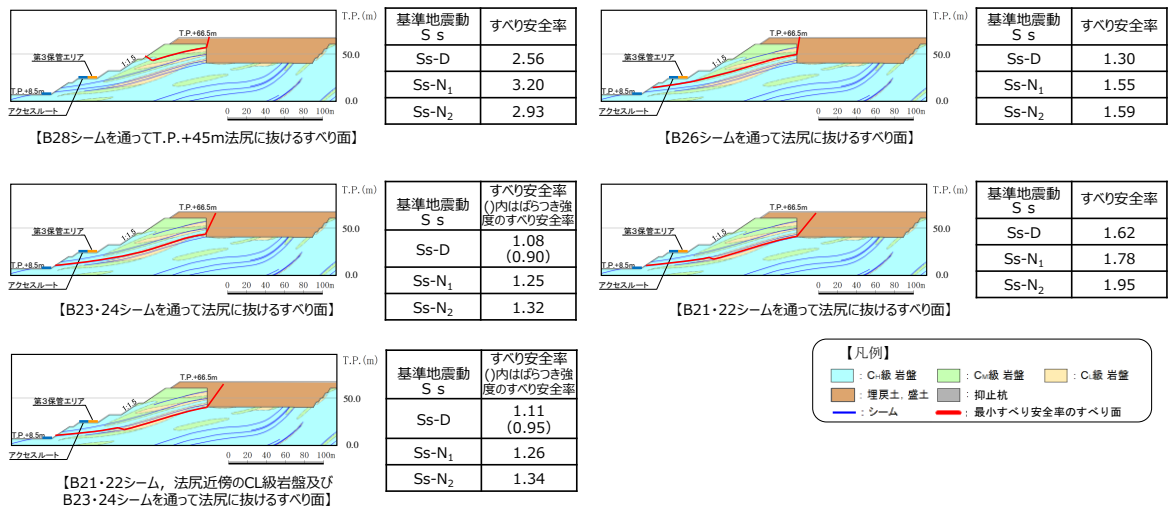 T.P.(m)
T.P.+66.5m
第3保管エリア
1:1.5
50.0
T.P.+8.5m
0.0
アクセスルート
0 20 40 60 80 100m
【B28シームを通ってT.P.+45m法尻に抜けるすべり面】
基準地震動
Ss
すべり安全率
Ss-D 2.56
Ss-N1 3.20
Ss-N2 2.93
T.P.(m)
T.P.+66.5m
第3保管エリア
1:1.5
50.0
T.P.+8.5m
0.0
アクセスルート
0 20 40 60 80 100m
【B26シームを通って法尻に抜けるすべり面】
基準地震動
Ss
すべり安全率
Ss-D 1.30
Ss-N1 1.55
Ss-N2 1.59
T.P.(m)
T.P.+66.5m
第3保管エリア
1:1.5
50.0
T.P.+8.5m
0.0
アクセスルート
0 20 40 60 80 100m
【B23・24シームを通って法尻に抜けるすべり面】
基準地震動
Ss
すべり安全率
()内はばらつき強
度のすべり安全率
Ss-D 1.08
(0.90)
Ss-N1 1.25
Ss-N2 1.32
T.P.(m)
T.P.+66.5m
第3保管エリア
1:1.5
50.0
T.P.+8.5m
0.0
アクセスルート
0 20 40 60 80 100m
【B21・22シームを通って法尻に抜けるすべり面】
基準地震動
Ss
すべり安全率
Ss-D 1.62
Ss-N1 1.78
Ss-N2 1.95
T.P.(m)
T.P.+66.5m
第3保管エリア
1:1.5
50.0
T.P.+8.5m
0.0
アクセスルート
0 20 40 60 80 100m
【B21・22シーム，法尻近傍のCL級岩盤及び
B23・24シームを通って法尻に抜けるすべり面】
基準地震動
Ss
すべり安全率
()内はばらつき強
度のすべり安全率
Ss-D 1.11
(0.95)
Ss-N1 1.26
Ss-N2 1.34
【凡例】
：CH級 岩盤 ：CM級 岩盤 ：CL級 岩盤
：埋戻土，盛土 ：抑止杭
：シーム ：最小すべり安全率のすべり面